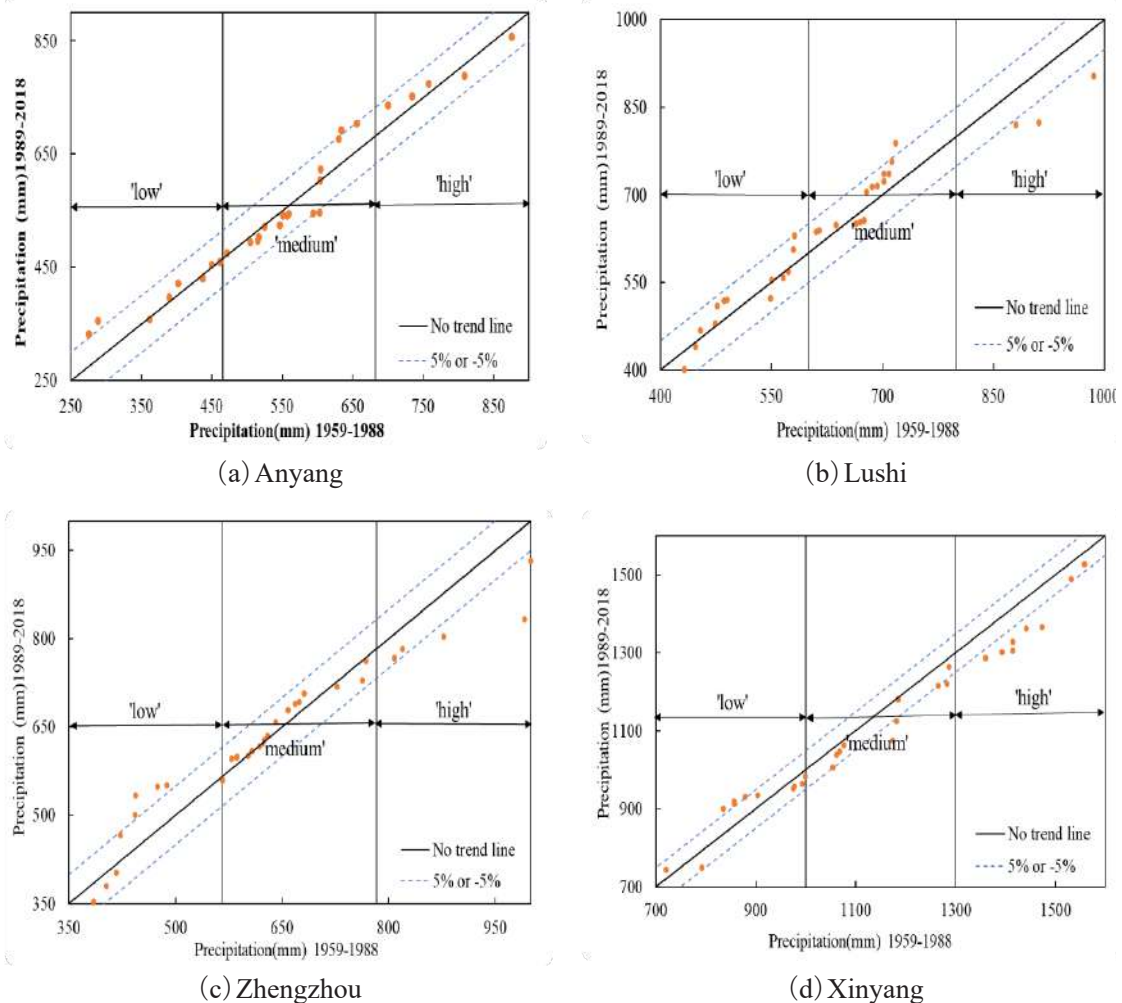 Precipitation (mm)1989-2018
850
650
450
250
'low'
'high'
'medium'
No trend line
5% or -5%
250 350 450 550 650 750 850
Precipitation(mm) 1959-1988
(a) Anyang
Precipitation (mm)1989-2018
1000
850
700
550
400
'low'
'high'
'medium'
No trend line
5% or -5%
400 550 700 850 1000
Precipitation(mm) 1959-1988
(b) Lushi
Precipitation (mm)1989-2018
950
800
650
500
350
'low'
'high'
'medium'
No trend line
5% or -5%
350 500 650 800 950
Precipitation(mm) 1959-1988
(c) Zhengzhou
Precipitation (mm)1989-2018
1500
1300
1100
900
700
'low'
'high'
'medium'
No trend line
5% or -5%
700 900 1100 1300 1500
Precipitation(mm) 1959-1988
(d) Xinyang